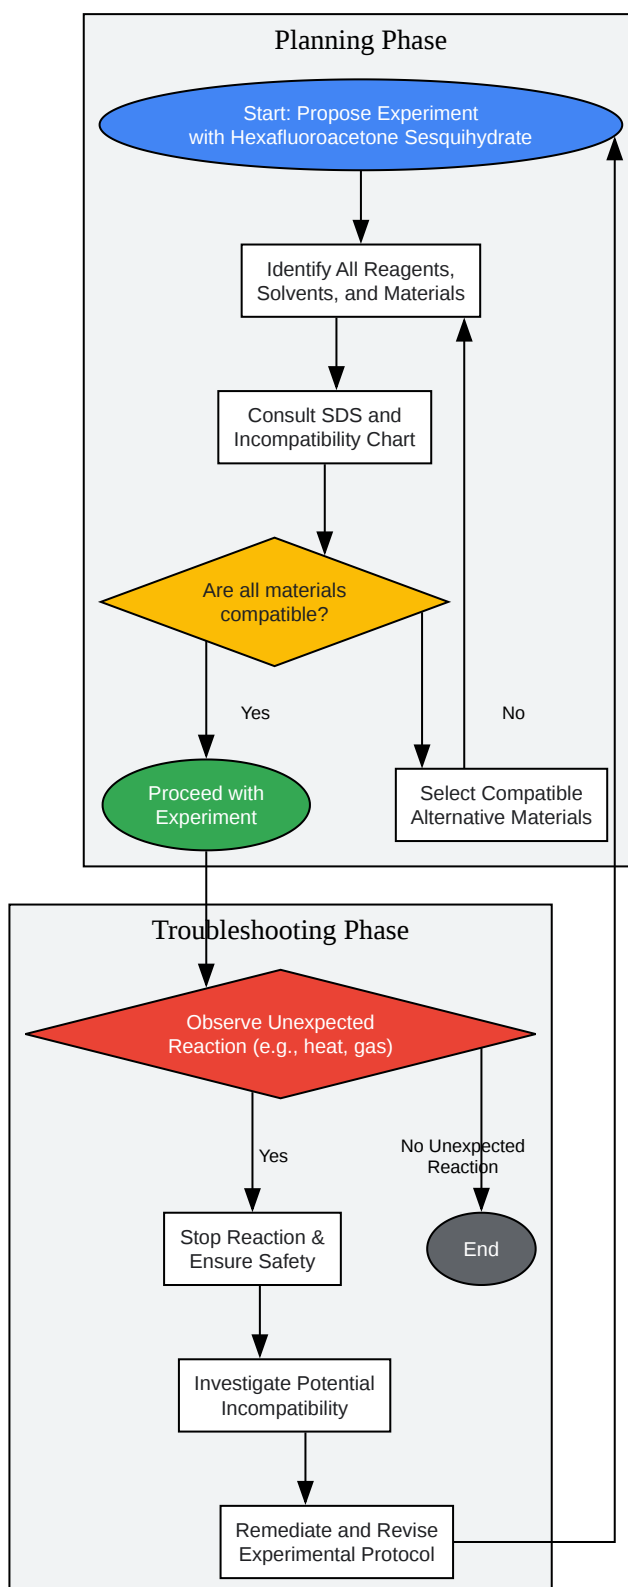 Planning Phase
Start: Propose Experiment
with Hexafluoroacetone Sesquihydrate
Identify All Reagents,
Solvents, and Materials
Consult SDS and
Incompatibility Chart
Are all materials
compatible?
Yes
No
Proceed with
Experiment
Select Compatible
Alternative Materials
Troubleshooting Phase
Observe Unexpected
Reaction (e.g., heat, gas)
Yes
No Unexpected
Reaction
Stop Reaction &
Ensure Safety
End
Investigate Potential
Incompatibility
Remediate and Revise
Experimental Protocol